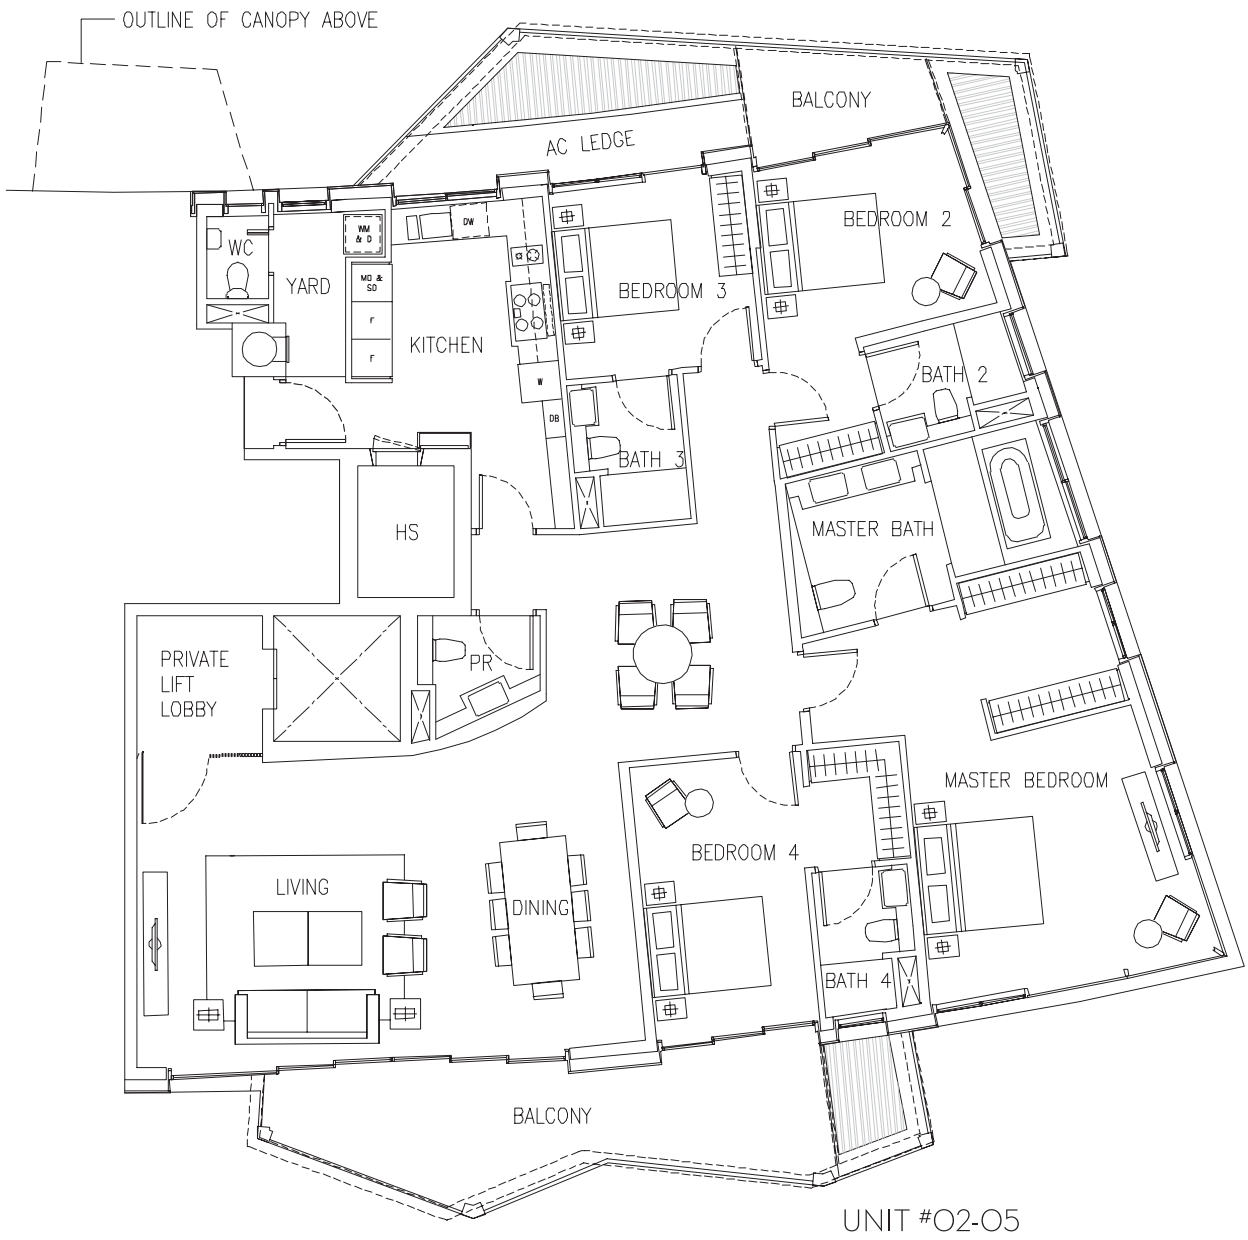 OUTLINE OF CANOPY ABOVE
BALCONY
AC LEDGE
BEDROOM 2
DW
WM
& D
WC
YARD
MO &
SO
BEDROOM 3
F
KITCHEN
F
W
BATH 2
DB
BATH 3
HS
MASTER BATH
PRIVATE
LIFT
LOBBY
PR
MASTER BEDROOM
BEDROOM 4
LIVING
DINING
BATH 4
BALCONY
UNIT #02-05